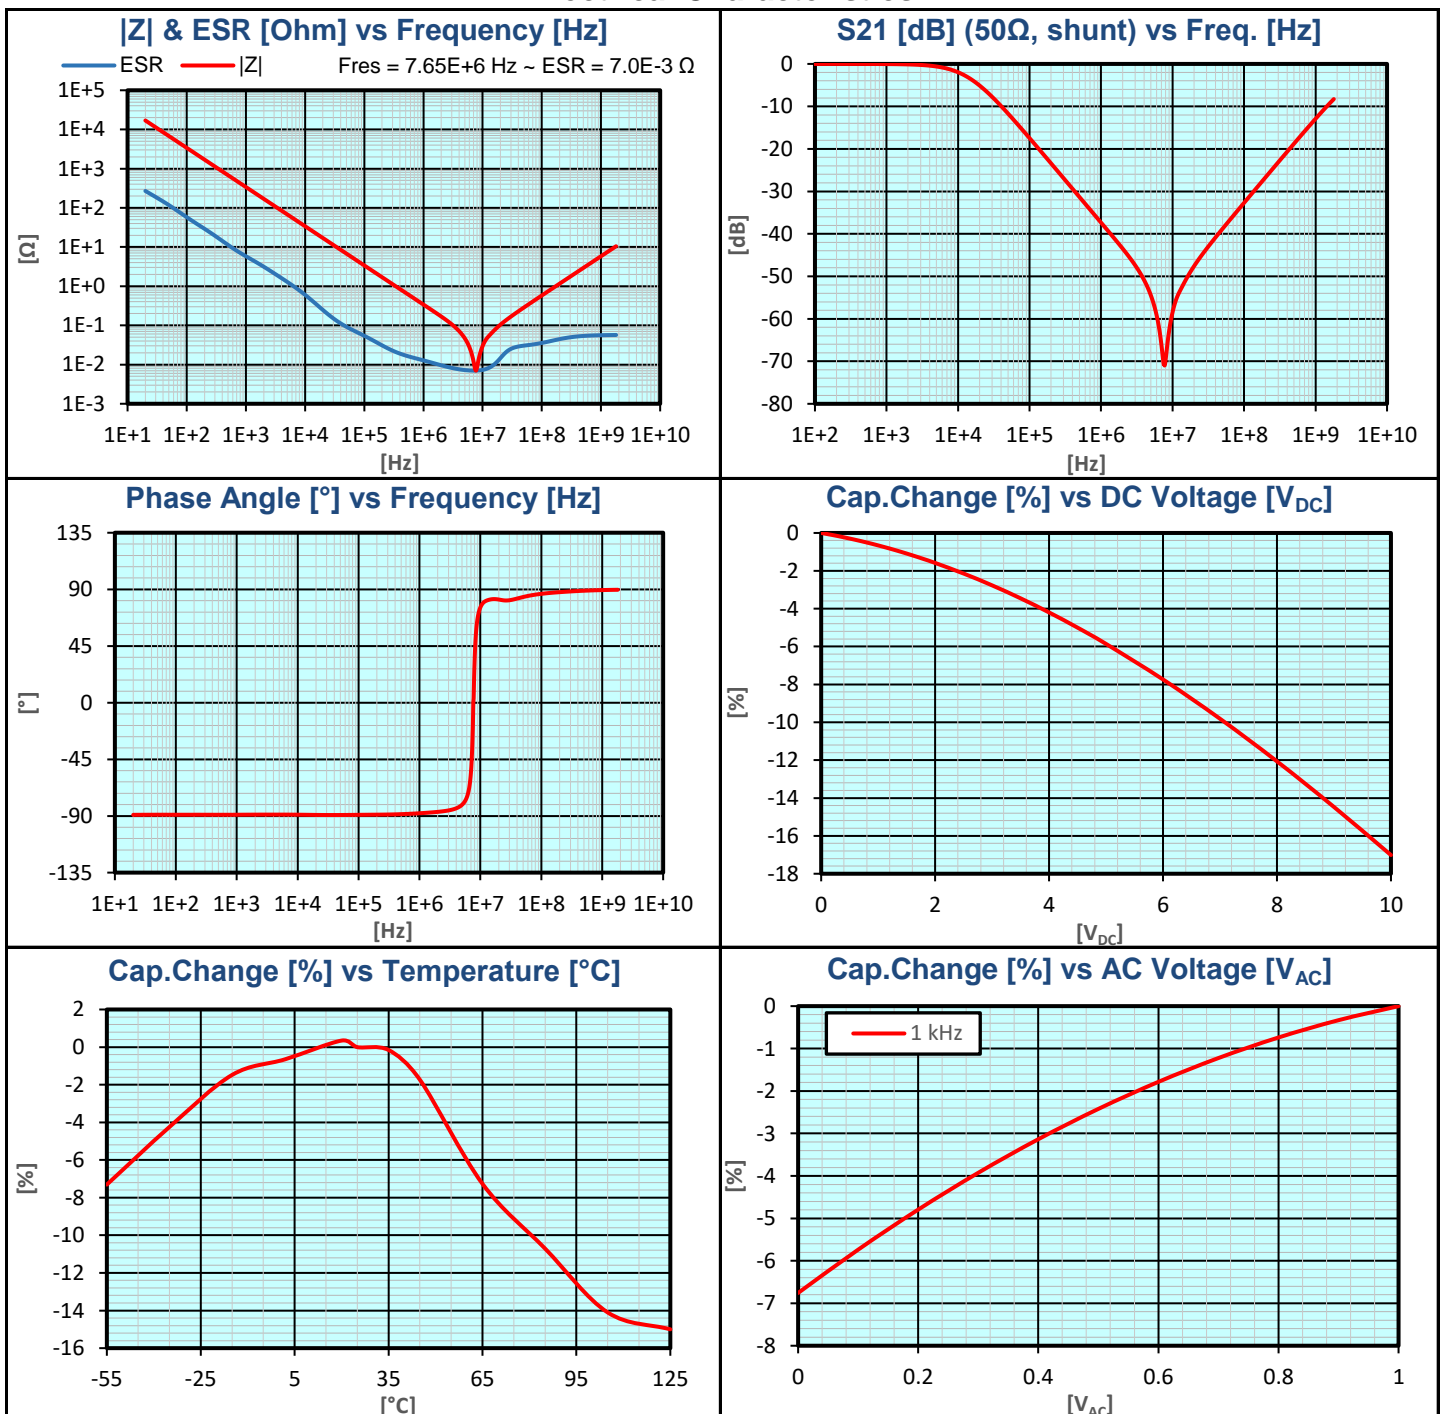 |Z| & ESR [Ohm] vs Frequency [Hz]
ESR |Z| Fres = 7.65E+6 Hz ~ ESR = 7.0E-3 Ω
1E+5
1E+4
1E+3
1E+2
1E+1
1E+0
1E-1
1E-2
1E-3
[Ω]
1E+1 1E+2 1E+3 1E+4 1E+5 1E+6 1E+7 1E+8 1E+9 1E+10
[Hz]
S21 [dB] (50Ω, shunt) vs Freq. [Hz]
0
-10
-20
-30
-40
-50
-60
-70
-80
[dB]
1E+2 1E+3 1E+4 1E+5 1E+6 1E+7 1E+8 1E+9 1E+10
[Hz]
Phase Angle [°] vs Frequency [Hz]
135
90
45
0
-45
-90
-135
[°]
1E+1 1E+2 1E+3 1E+4 1E+5 1E+6 1E+7 1E+8 1E+9 1E+10
[Hz]
Cap.Change [%] vs DC Voltage [VDC]
0
-2
-4
-6
-8
-10
-12
-14
-16
-18
[%]
0 2 4 6 8 10
[VDC]
Cap.Change [%] vs Temperature [°C]
2
0
-2
-4
-6
-8
-10
-12
-14
-16
[%]
-55 -25 5 35 65 95 125
[°C]
Cap.Change [%] vs AC Voltage [VAC]
1 kHz
0
-1
-2
-3
-4
-5
-6
-7
-8
[%]
0 0.2 0.4 0.6 0.8 1
[VAC]